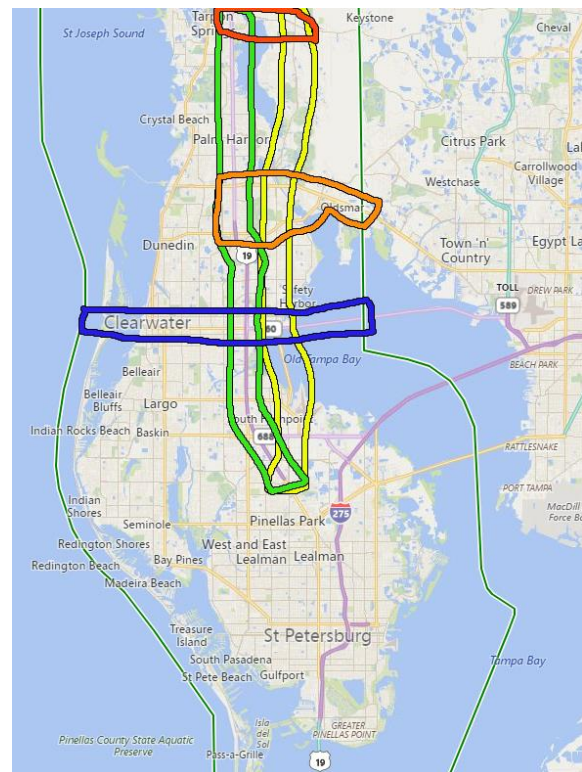 Tarpon
Springs
Keystone
St Joseph Sound
Cheval
Crystal Beach
Palm Harbor
Citrus Park
Carrollwood
Village
Westchase
Oldsmar
Dunedin
19
Town 'n'
Country
Egypt La
Safety
Harbor
TOLL
589
DREW PARK
Clearwater
60
Old Tampa Bay
BEACH PARK
Belleair
Belleair
Bluffs
Largo
South Highpoint
Indian Rocks Beach
Baskin
688
RATTLESNAKE
PORT TAMPA
Indian
Shores
MacDill
Force B
Seminole
Pinellas Park
275
Redington Shores
West and East
Lealman
Lealman
Redington Beach
Bay Pines
Madeira Beach
Treasure
Island
St Petersburg
South Pasadena
St Pete Beach
Gulfport
Tampa Bay
Isla
del
Sol
GREATER
PINELLAS POINT
Pinellas County State Aquatic
Preserve
Pass-a-Grille
19